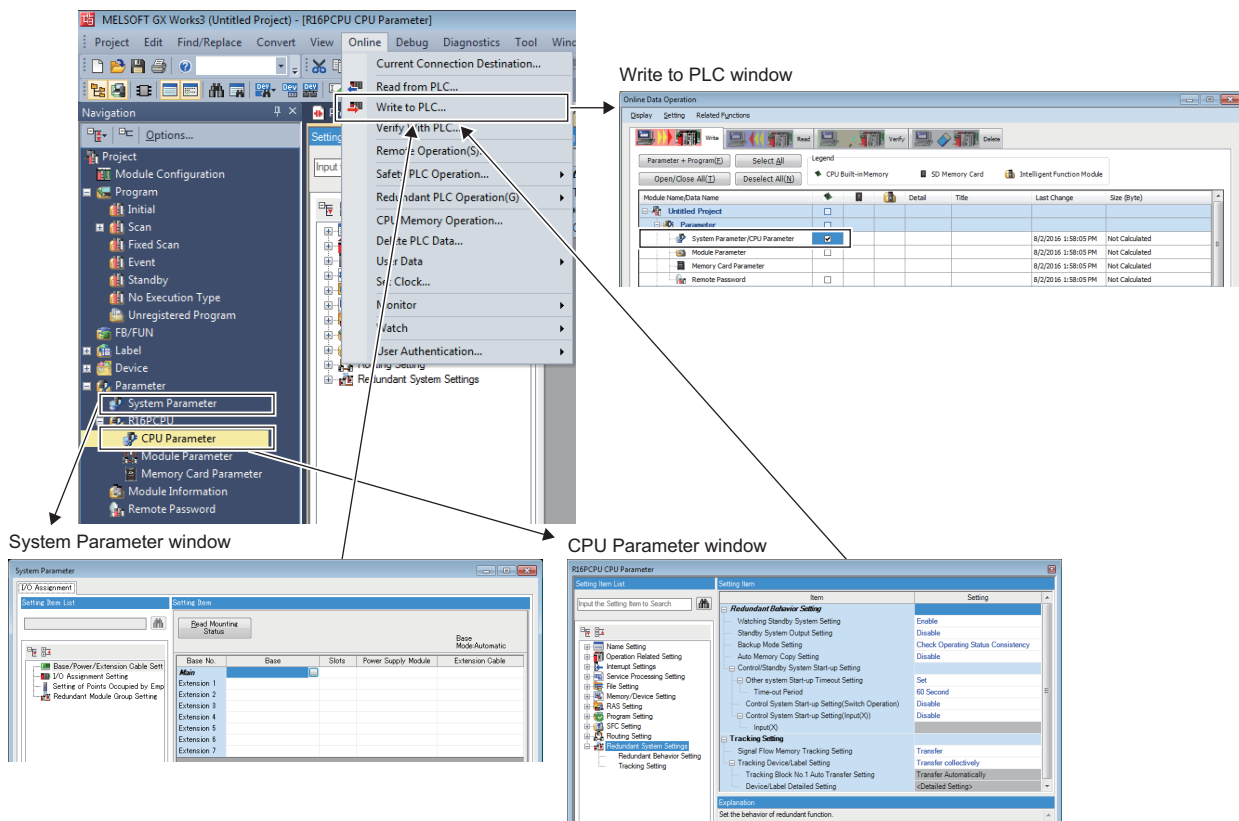 MELSOFT GX Works3 (Untitled Project) - [R16PCPU CPU Parameter]
Project Edit Find/Replace Convert View Online Debug Diagnostics Tool
Navigation
Options...
Project
Module Configuration
Program
Initial
Scan
Fixed Scan
Event
Standby
No Execution Type
Unregistered Program
FB/FUN
Label
Device
Parameter
System Parameter
R16PCPU
CPU Parameter
Module Parameter
Memory Card Parameter
Module Information
Remote Password
Current Connection Destination...
Read from PLC...
Write to PLC...
Verify with PLC...
Remote Operation(S)...
Safety PLC Operation...
Redundant PLC Operation(G)
CPU Memory Operation...
Delete PLC Data...
User Data
Set Clock...
Monitor
Watch
User Authentication...
Routing Setting
Redundant System Settings
Write to PLC window
Online Data Operation
Display Setting Related Functions
Write Read Verify Delete
Parameter + Program(F) Select All
Open/Close All(T) Deselect All(N)
Legend
CPU Built-in Memory SD Memory Card Intelligent Function Module
Module Name/Data Name Detail Title Last Change Size (Byte)
Untitled Project
Parameter
System Parameter/CPU Parameter 8/2/2016 1:58:05 PM Not Calculated
Module Parameter 8/2/2016 1:58:05 PM Not Calculated
Memory Card Parameter 8/2/2016 1:58:05 PM Not Calculated
Remote Password 8/2/2016 1:58:05 PM Not Calculated
System Parameter window
System Parameter
I/O Assignment
Setting Item List
Setting Item
Read Mounting Status
Base Mode:Automatic
Base/Power/Extension Cable Sett
I/O Assignment Setting
Setting of Points Occupied by Emp
Redundant Module Group Setting
Base No. Base Slots Power Supply Module Extension Cable
Main
Extension 1
Extension 2
Extension 3
Extension 4
Extension 5
Extension 6
Extension 7
CPU Parameter window
R16PCPU CPU Parameter
Setting Item List
Input the Setting Item to Search
Name Setting
Operation Related Setting
Interrupt Settings
Service Processing Setting
File Setting
Memory/Device Setting
RAS Setting
Program Setting
SFC Setting
Routing Setting
Redundant System Settings
Redundant Behavior Setting
Tracking Setting
Setting Item
Item Setting
Redundant Behavior Setting
Watching Standby System Setting Enable
Standby System Output Setting Disable
Backup Mode Setting Check Operating Status Consistency
Auto Memory Copy Setting Disable
Control/Standby System Start-up Setting
Other system Start-up Timeout Setting Set
Time-out Period 60 Second
Control System Start-up Setting(Switch Operation) Disable
Control System Start-up Setting(Input(X)) Disable
Input(X)
Tracking Setting
Signal Flow Memory Tracking Setting Transfer
Tracking Device/Label Setting Transfer collectively
Tracking Block No.1 Auto Transfer Setting Transfer Automatically
Device/Label Detailed Setting <Detailed Setting>
Explanation
Set the behavior of redundant function.